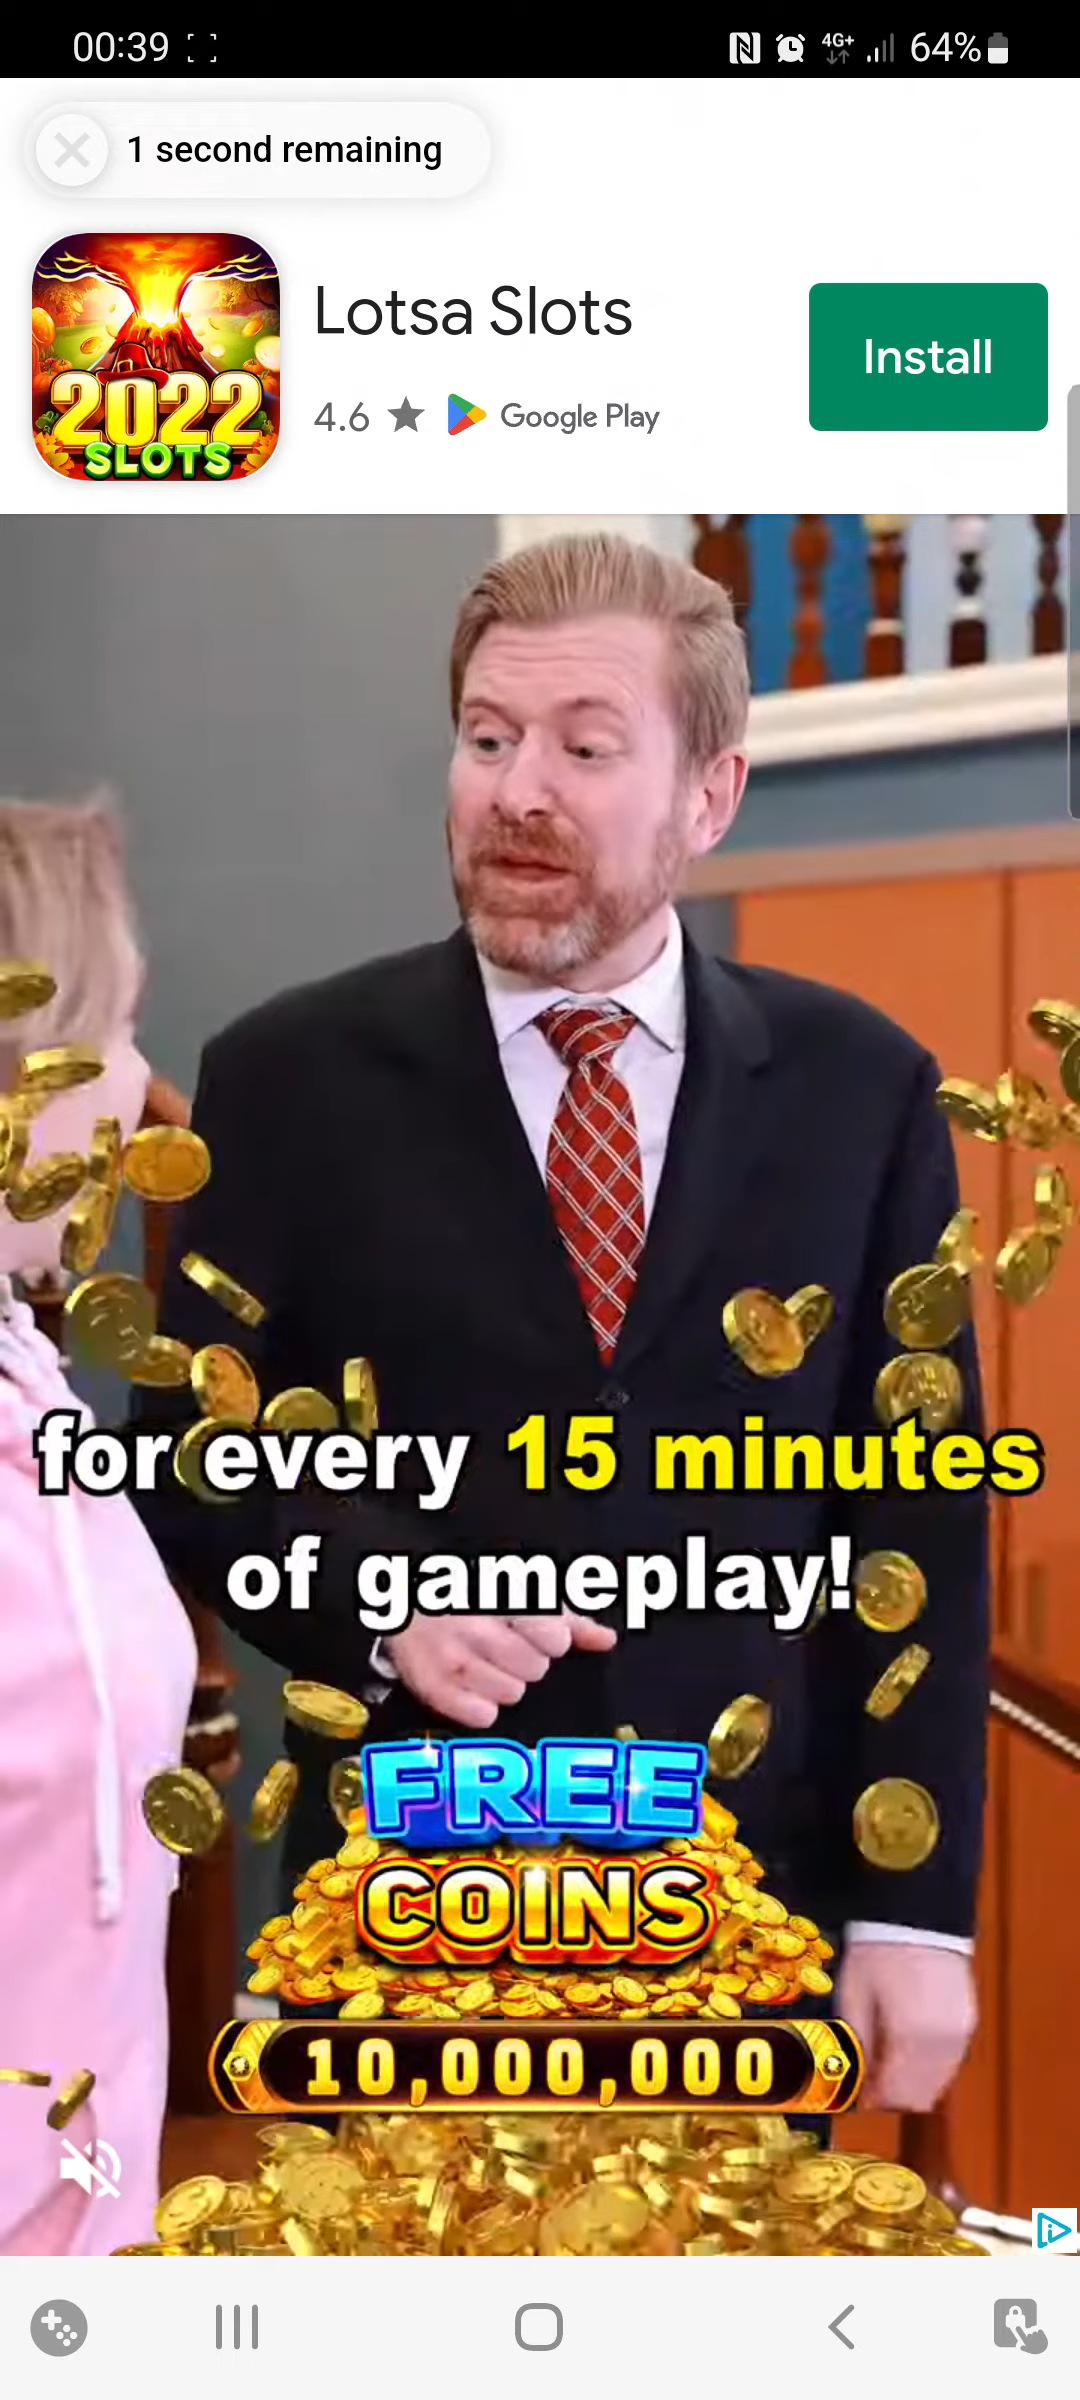 00:39
4G+
64%
1 second remaining
2022
SLOTS
Lotsa Slots
4.6
Google Play
Install
for every 15 minutes
of gameplay!
FREE
COINS
10,000,000